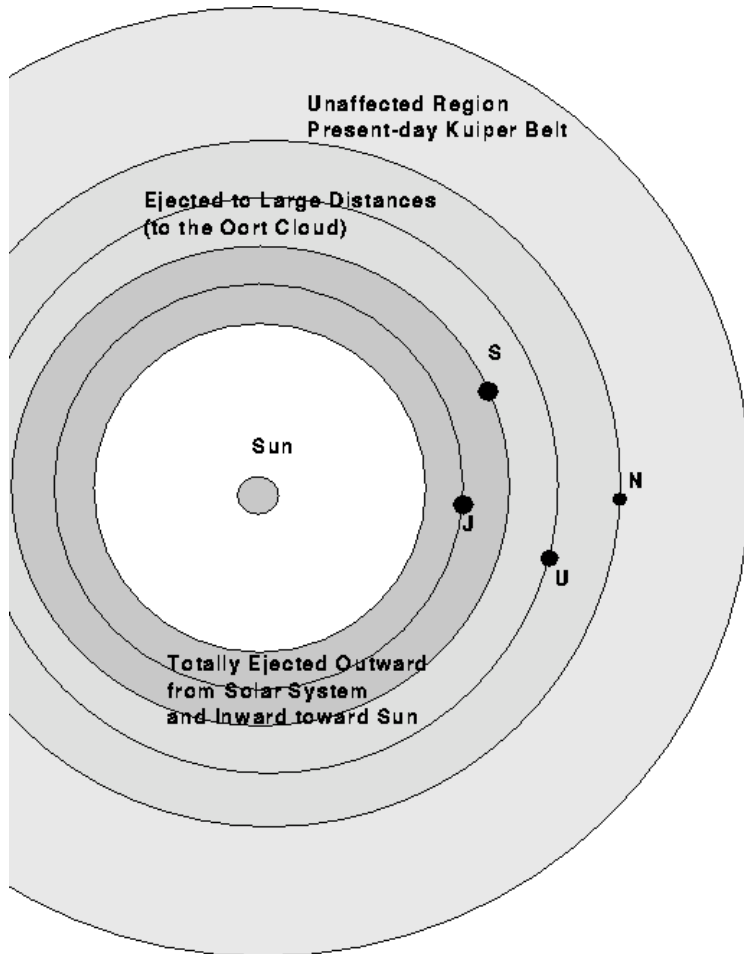 Unaffected Region
Present-day Kuiper Belt
Ejected to Large Distances
(to the Oort Cloud)
S
Sun
N
J
U
Totally Ejected Outward
from Solar System
and Inward toward Sun